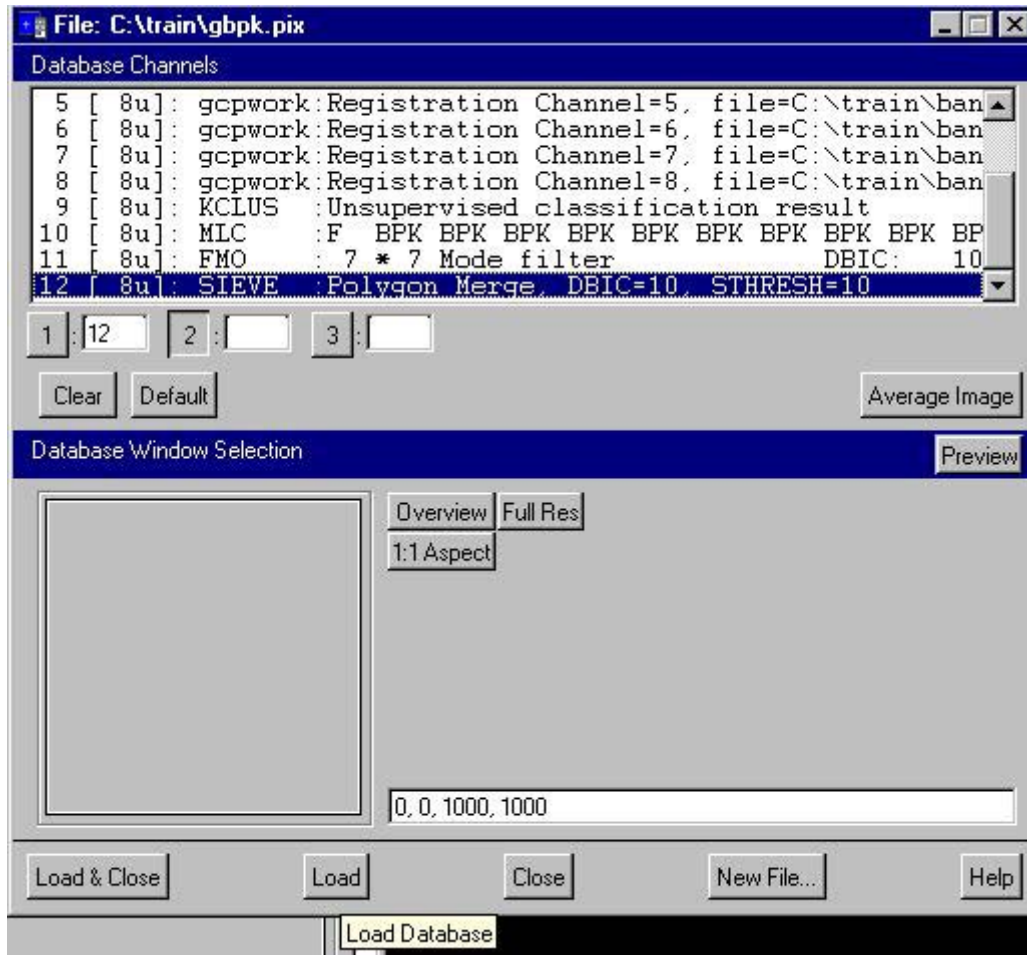 File: C:\train\gbpk.pix
Database Channels
5 [ 8u]: gcpwork:Registration Channel=5, file=C:\train\ban
6 [ 8u]: gcpwork:Registration Channel=6, file=C:\train\ban
7 [ 8u]: gcpwork:Registration Channel=7, file=C:\train\ban
8 [ 8u]: gcpwork:Registration Channel=8, file=C:\train\ban
9 [ 8u]: KCLUS :Unsupervised classification result
10 [ 8u]: MLC :F BPK BPK BPK BPK BPK BPK BPK BPK BPK BP
11 [ 8u]: FMO : 7 * 7 Mode filter DBIC: 10
12 [ 8u]: SIEVE :Polygon Merge, DBIC=10, STHRESH=10
1 :12 2 : 3 :
Clear Default Average Image
Database Window Selection Preview
Overview Full Res
1:1 Aspect
0, 0, 1000, 1000
Load & Close Load Close New File... Help
Load Database